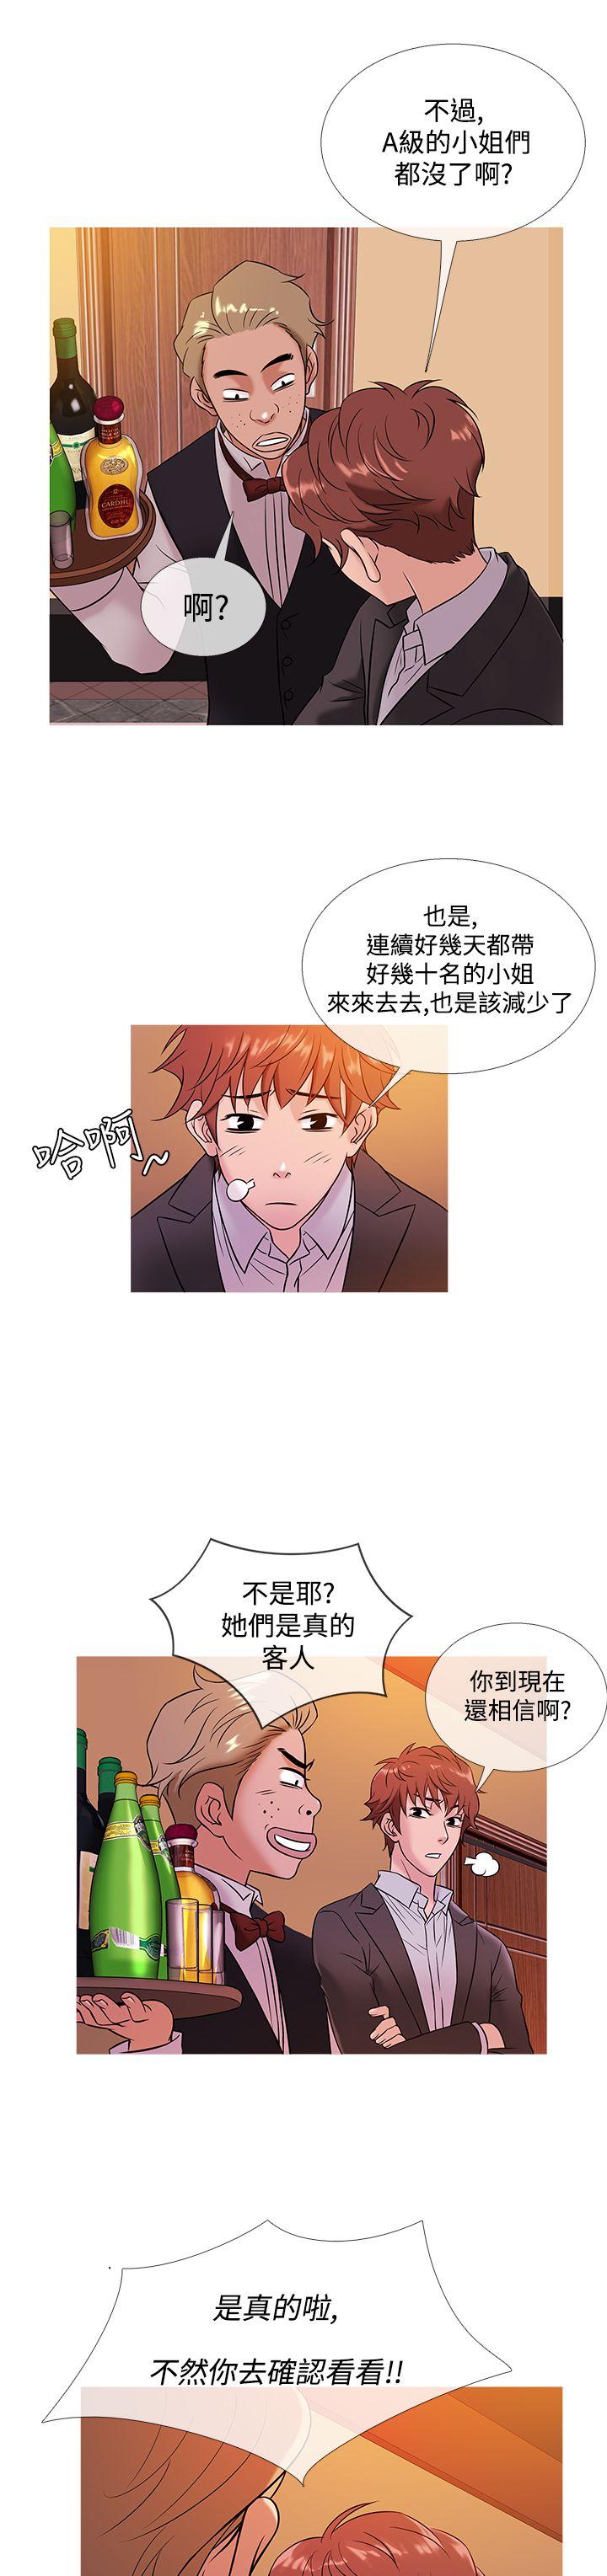 不過,
A級的小姐們
都沒了啊?
CARDHU
12
啊?
也是,
連續好幾天都帶
好幾十名的小姐
來來去去,也是該減少了
哈啊~
不是耶?
她們是真的
客人
你到現在
還相信啊?
是真的啦,
不然你去確認看看!!